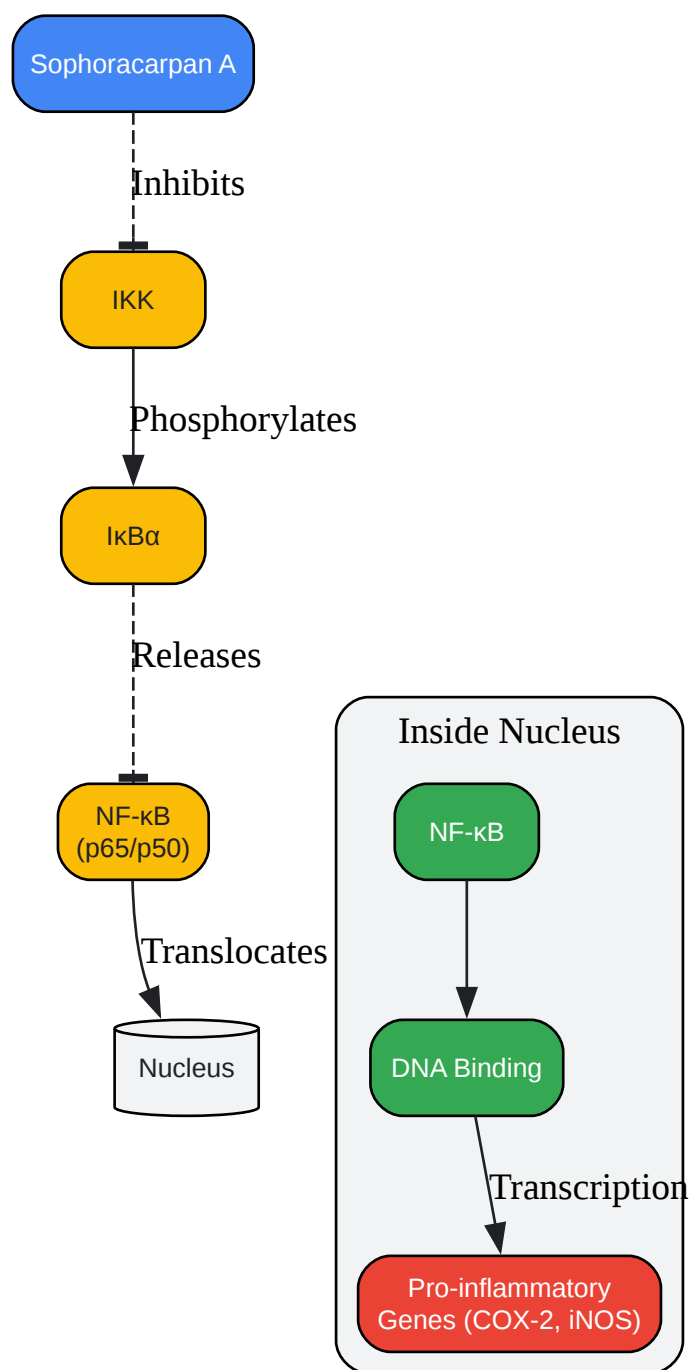 Sophoracarpan A
Inhibits
IKK
Phosphorylates
IκBα
Releases
NF-κB
(p65/p50)
Translocates
Nucleus
Inside Nucleus
NF-κB
DNA Binding
Transcription
Pro-inflammatory
Genes (COX-2, iNOS)